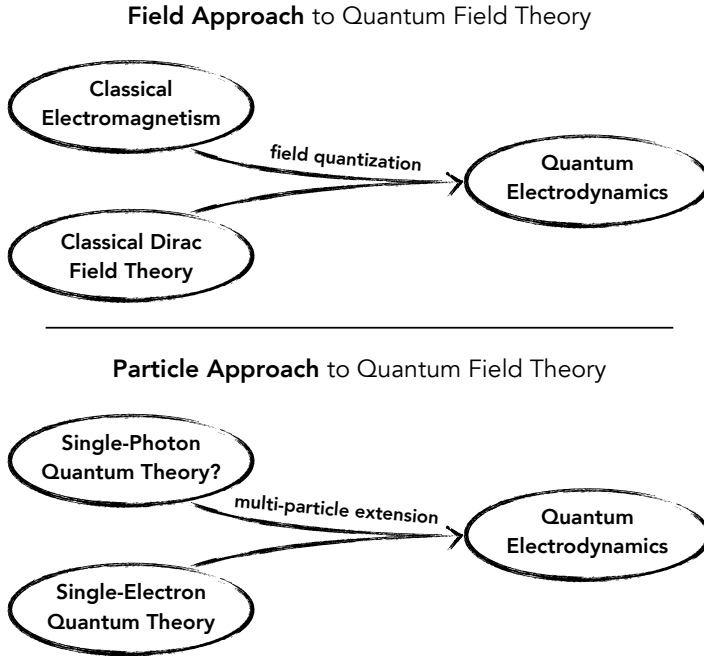 Field Approach to Quantum Field Theory
Classical
Electromagnetism
field quantization
Quantum
Electrodynamics
Classical Dirac
Field Theory
Particle Approach to Quantum Field Theory
Single-Photon
Quantum Theory?
multi-particle extension
Quantum
Electrodynamics
Single-Electron
Quantum Theory